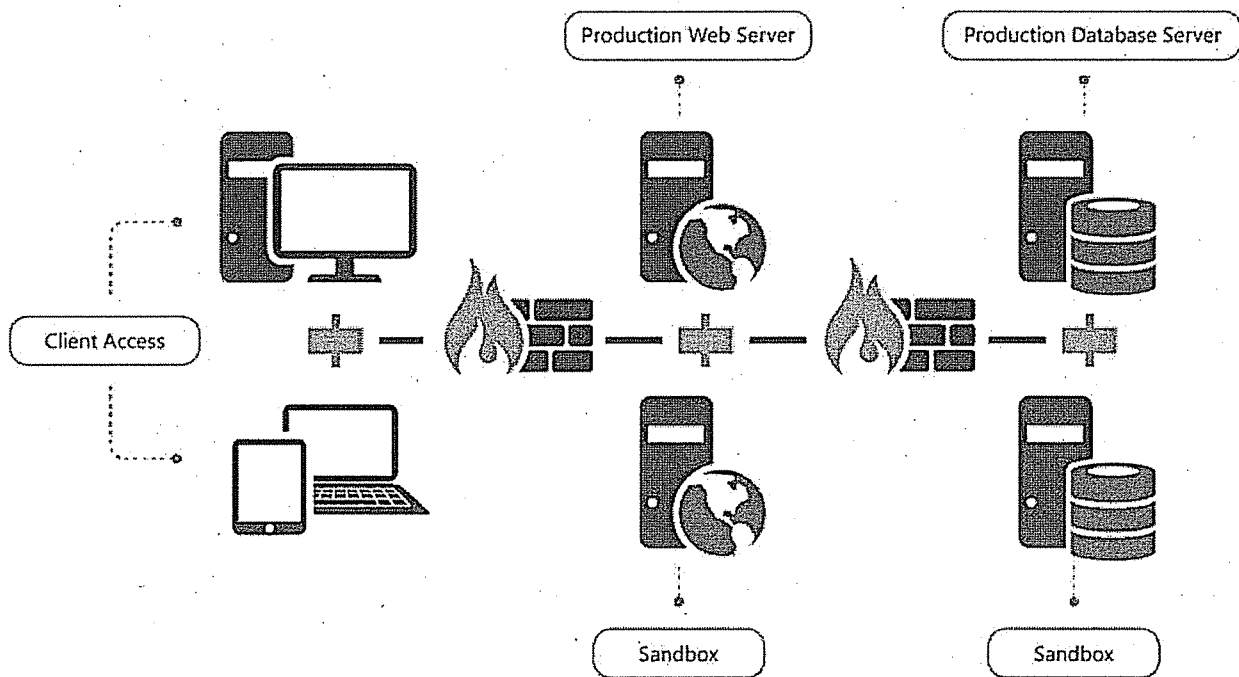 Production Web Server
Production Database Server
Client Access
Sandbox
Sandbox